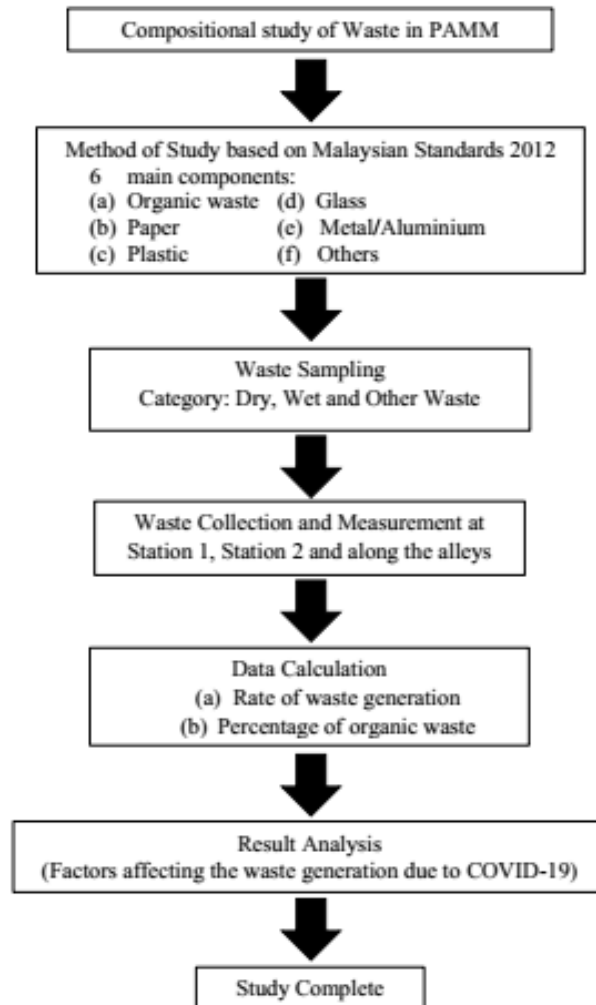 Compositional study of Waste in PAMM
Method of Study based on Malaysian Standards 2012
6 main components:
(a) Organic waste (d) Glass
(b) Paper (e) Metal/Aluminium
(c) Plastic (f) Others
Waste Sampling
Category: Dry, Wet and Other Waste
Waste Collection and Measurement at
Station 1, Station 2 and along the alleys
Data Calculation
(a) Rate of waste generation
(b) Percentage of organic waste
Result Analysis
(Factors affecting the waste generation due to COVID-19)
Study Complete